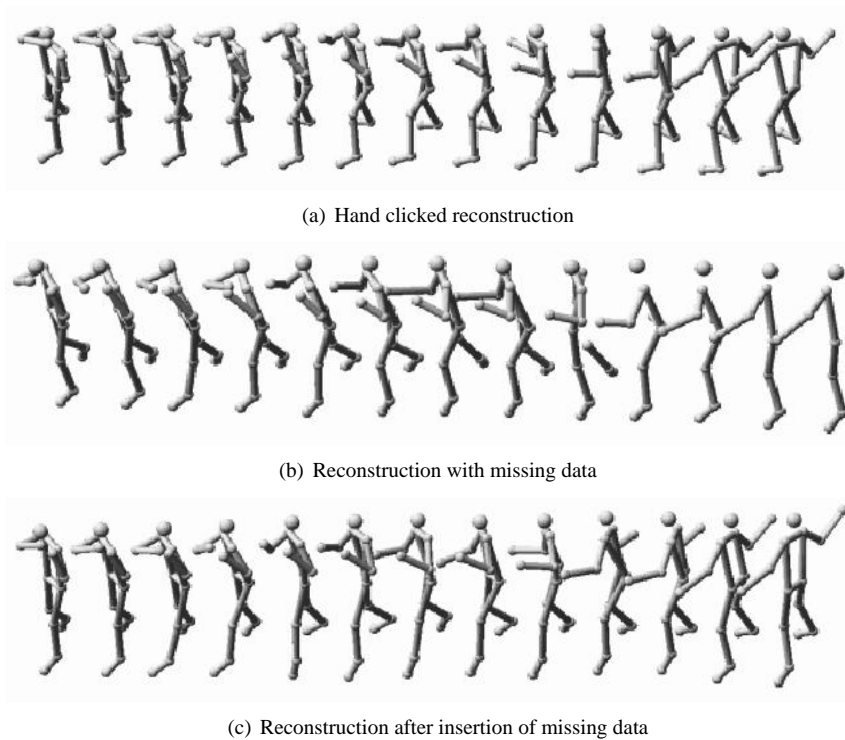 (a) Hand clicked reconstruction
(b) Reconstruction with missing data
(c) Reconstruction after insertion of missing data